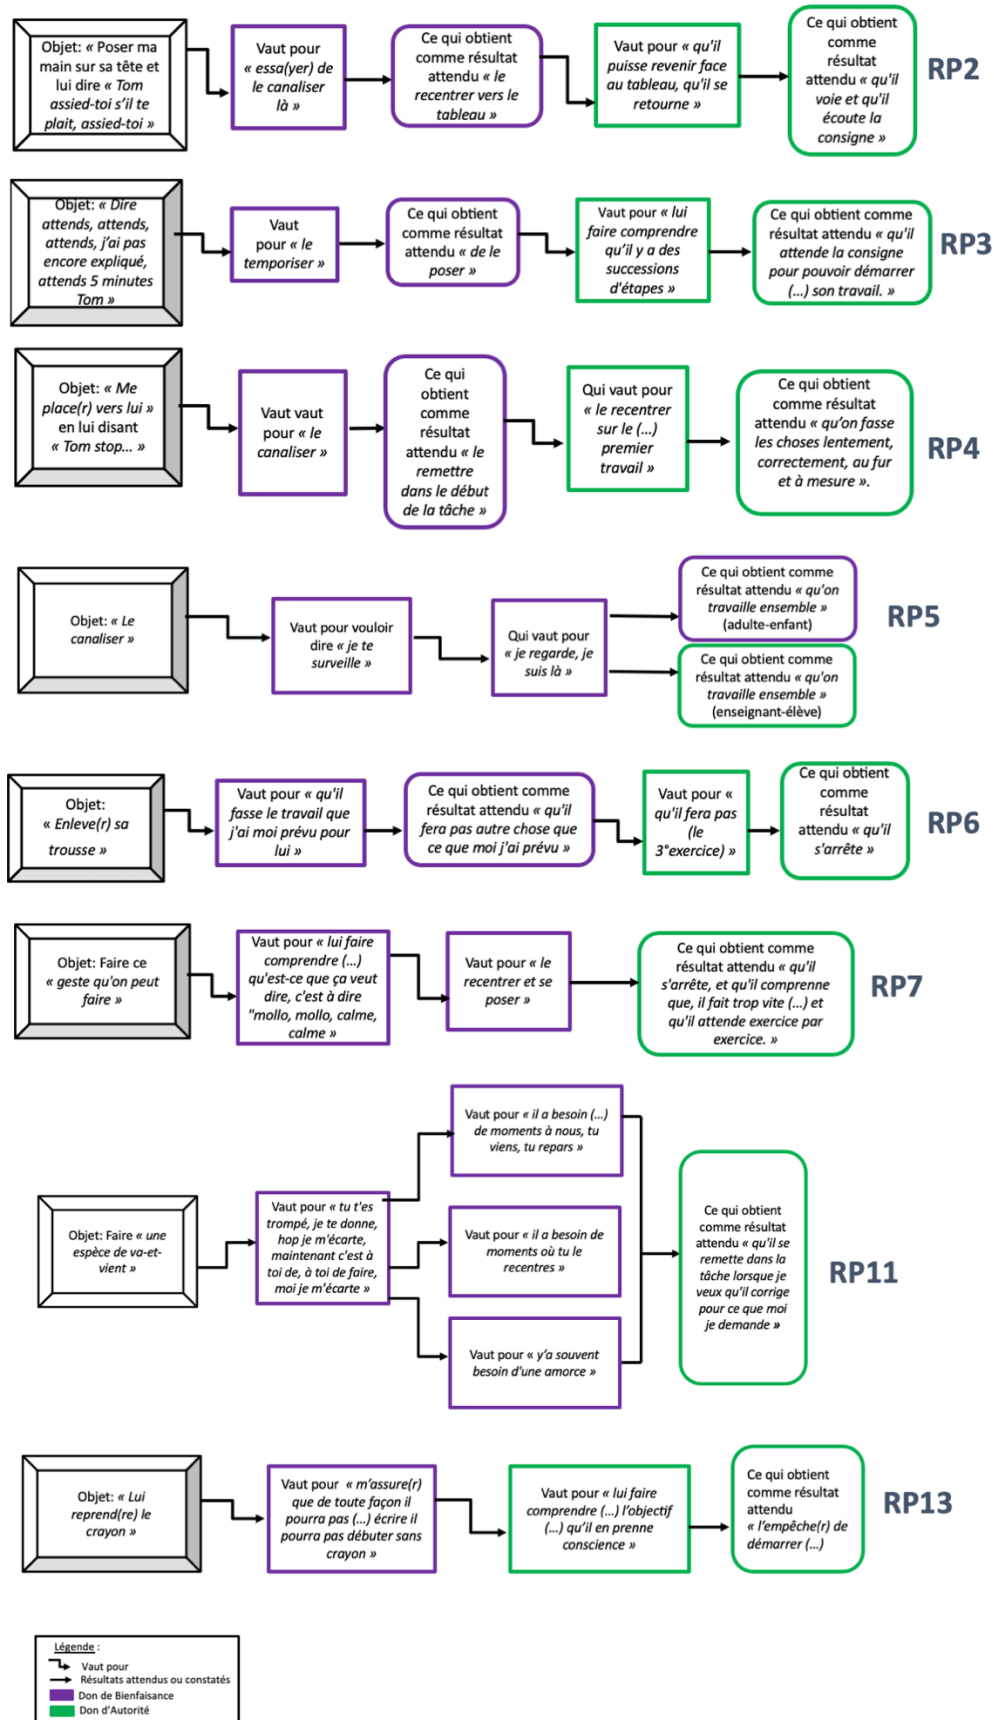 Objet: « Poser ma
main sur sa tête et
lui dire « Tom
assied-toi s’il te
plait, assied-toi »
Vaut pour
« essa(yer) de
le canaliser
là »
Ce qui obtient
comme résultat
attendu « le
recentrer vers le
tableau »
Vaut pour « qu'il
puisse revenir face
au tableau, qu'il se
retourne »
Ce qui obtient
comme
résultat
attendu « qu'il
voie et qu'il
écoute la
consigne »
RP2
Objet: « Dire
attends, attends,
attends, j’ai pas
encore expliqué,
attends 5 minutes
Tom »
Vaut
pour « le
temporiser »
Ce qui obtient
comme résultat
attendu « de le
poser »
Vaut pour « lui
faire comprendre
qu’il y a des
successions
d'étapes »
Ce qui obtient comme
résultat attendu « qu'il
attende la consigne
pour pouvoir démarrer
(…) son travail. »
RP3
Objet: « Me
place(r) vers lui »
en lui disant
« Tom stop... »
Vaut vaut
pour « le
canaliser »
Ce qui
obtient
comme
résultat
attendu « le
remettre
dans le début
de la tâche »
Qui vaut pour
« le recentrer
sur le (…)
premier
travail »
Ce qui obtient
comme résultat
attendu « qu’on fasse
les choses lentement,
correctement, au fur
et à mesure ».
RP4
Objet: « Le
canaliser »
Vaut pour vouloir
dire « je te
surveille »
Qui vaut pour
« je regarde, je
suis là »
Ce qui obtient comme
résultat attendu « qu'on
travaille ensemble »
(adulte-enfant)
Ce qui obtient comme
résultat attendu « qu'on
travaille ensemble »
(enseignant-élève)
RP5
Objet:
« Enleve(r) sa
trousse »
Vaut pour « qu'il
fasse le travail que
j'ai moi prévu pour
lui »
Ce qui obtient comme
résultat attendu « qu'il
fera pas autre chose que
ce que moi j'ai prévu »
Vaut pour «
qu'il fera pas
(le
3°exercice) »
Ce qui obtient
comme
résultat
attendu « qu'il
s'arrête »
RP6
Objet: Faire ce
« geste qu'on peut
faire »
Vaut pour « lui faire
comprendre (…)
qu'est-ce que ça veut
dire, c'est à dire
"mollo, mollo, calme,
calme »
Vaut pour « le
recentrer et se
poser »
Ce qui obtient comme
résultat attendu « qu'il
s'arrête, et qu'il comprenne
que, il fait trop vite (…) et
qu'il attende exercice par
exercice. »
RP7
Objet: Faire « une
espèce de va-et-
vient »
Vaut pour « tu t'es
trompé, je te donne,
hop je m'écarte,
maintenant c'est à
toi de, à toi de faire,
moi je m'écarte »
Vaut pour « il a besoin (…)
de moments à nous, tu
viens, tu repars »
Vaut pour « il a besoin de
moments où tu le
recentres »
Vaut pour « y'a souvent
besoin d'une amorce »
Ce qui obtient
comme résultat
attendu « qu'il se
remette dans la
tâche lorsque je
veux qu'il corrige
pour ce que moi
je demande »
RP11
Objet: « Lui
reprend(re) le
crayon »
Vaut pour « m’assure(r)
que de toute façon il
pourra pas (…) écrire il
pourra pas débuter sans
crayon »
Vaut pour « lui faire
comprendre (…) l’objectif
(…) qu’il en prenne
conscience »
Ce qui obtient
comme résultat
attendu
« l'empêche(r) de
démarrer (…)
RP13
Légende :
Vaut pour
Résultats attendus ou constatés
Don de Bienfaisance
Don d’Autorité